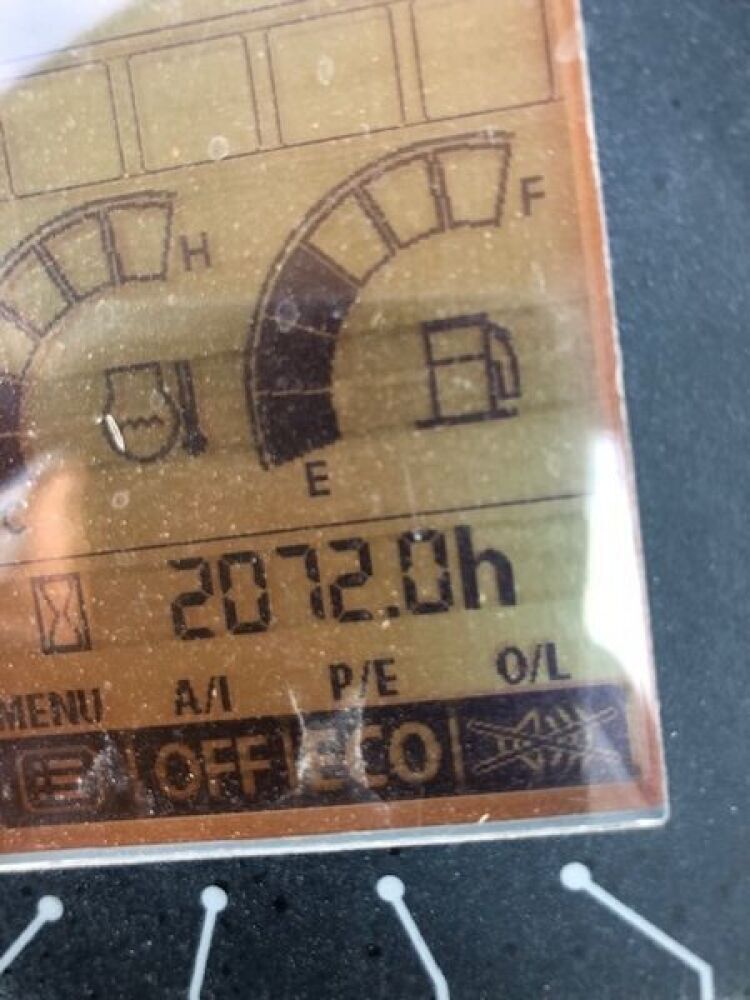 H
F
E
2072.0h
MENU A/I P/E O/L
OFF ECO